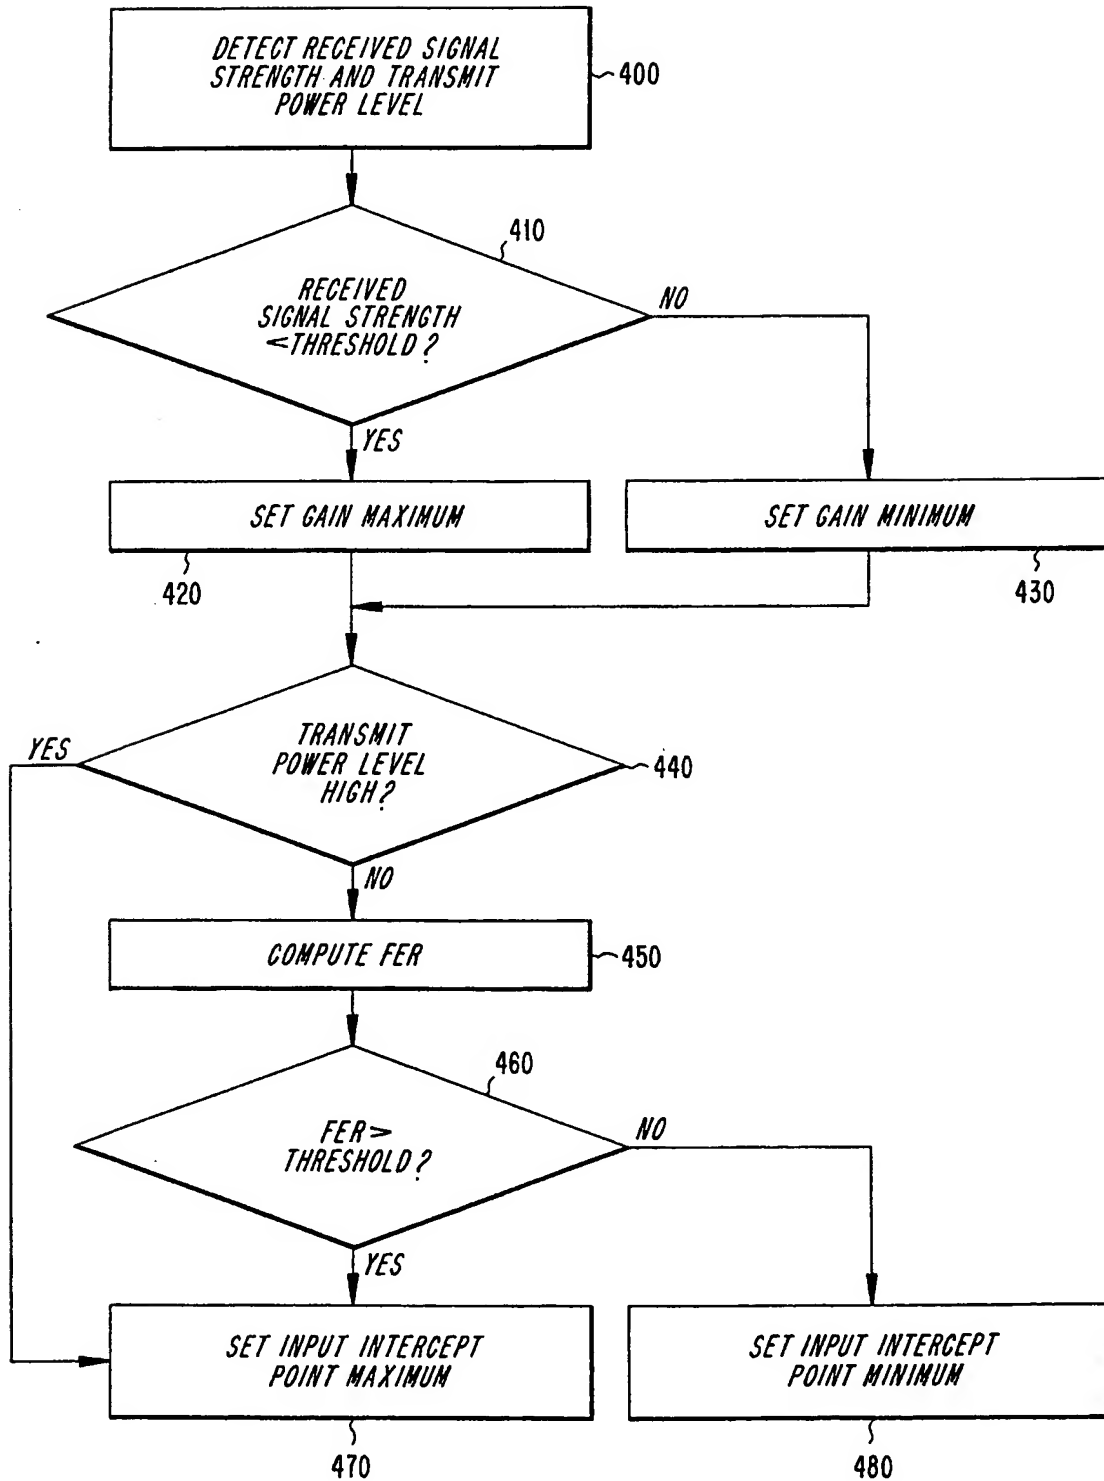 DETECT RECEIVED SIGNAL
STRENGTH AND TRANSMIT
POWER LEVEL
400
410
RECEIVED
SIGNAL STRENGTH
<THRESHOLD?
NO
YES
SET GAIN MAXIMUM
SET GAIN MINIMUM
420
430
TRANSMIT
POWER LEVEL
HIGH?
YES
440
NO
COMPUTE FER
450
460
FER>
THRESHOLD?
NO
YES
SET INPUT INTERCEPT
POINT MAXIMUM
SET INPUT INTERCEPT
POINT MINIMUM
470
480